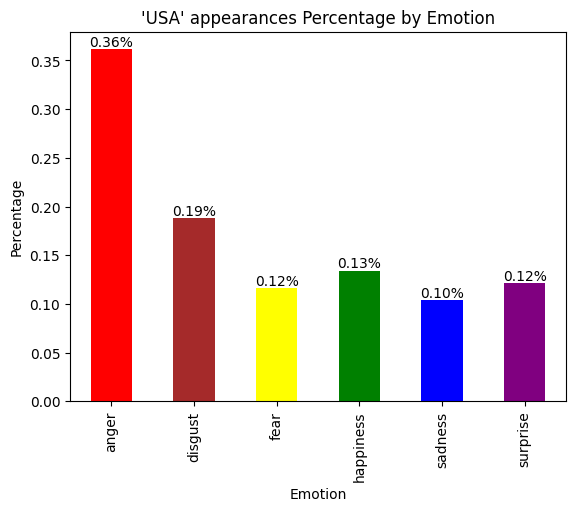 'USA' appearances Percentage by Emotion
Percentage
0.35
0.30
0.25
0.20
0.15
0.10
0.05
0.00
0.36%
0.19%
0.12%
0.13%
0.10%
0.12%
anger
disgust
fear
happiness
sadness
surprise
Emotion